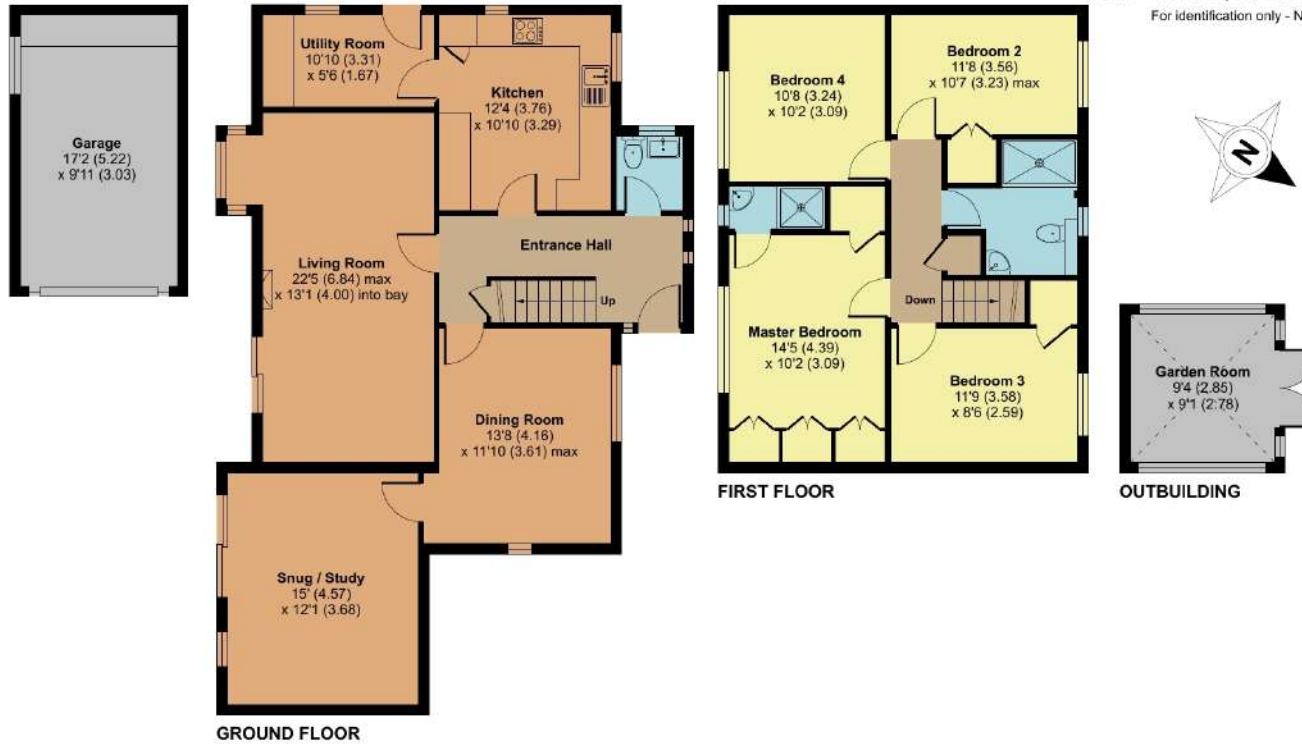 For identification only - N
Garage
17'2 (5.22)
x 9'11 (3.03)
Utility Room
10'10 (3.31)
x 5'6 (1.67)
Kitchen
12'4 (3.76)
x 10'10 (3.29)
Entrance Hall
Up
Living Room
22'5 (6.84) max
x 13'1 (4.00) into bay
Dining Room
13'8 (4.16)
x 11'10 (3.61) max
Snug / Study
15' (4.57)
x 12'1 (3.68)
GROUND FLOOR
Bedroom 4
10'8 (3.24)
x 10'2 (3.09)
Bedroom 2
11'8 (3.56)
x 10'7 (3.23) max
Down
Master Bedroom
14'5 (4.39)
x 10'2 (3.09)
Bedroom 3
11'9 (3.58)
x 8'6 (2.59)
FIRST FLOOR
N
Garden Room
9'4 (2.85)
x 9'1 (2.78)
OUTBUILDING